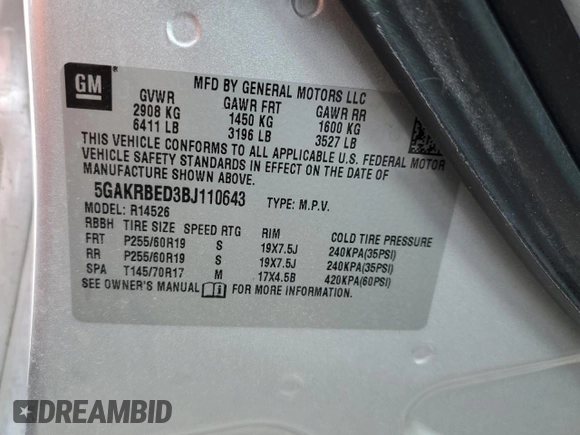 GM
MFD BY GENERAL MOTORS LLC
GVWR GAWR FRT GAWR RR
2908 KG 1450 KG 1600 KG
6411 LB 3196 LB 3527 LB
THIS VEHICLE CONFORMS TO ALL APPLICABLE U.S. FEDERAL MOTOR
VEHICLE SAFETY STANDARDS IN EFFECT ON THE DATE OF
MANUFACTURE SHOWN ABOVE.
5GAKRBED3BJ110643 TYPE: M.P.V.
MODEL: R14526
RBBH TIRE SIZE SPEED RTG RIM COLD TIRE PRESSURE
FRT P255/60R19 S 19X7.5J 240KPA(35PSI)
RR P255/60R19 S 19X7.5J 240KPA(35PSI)
SPA T145/70R17 M 17X4.5B 420KPA(60PSI)
SEE OWNER'S MANUAL FOR MORE INFORMATION.
DREAMBID